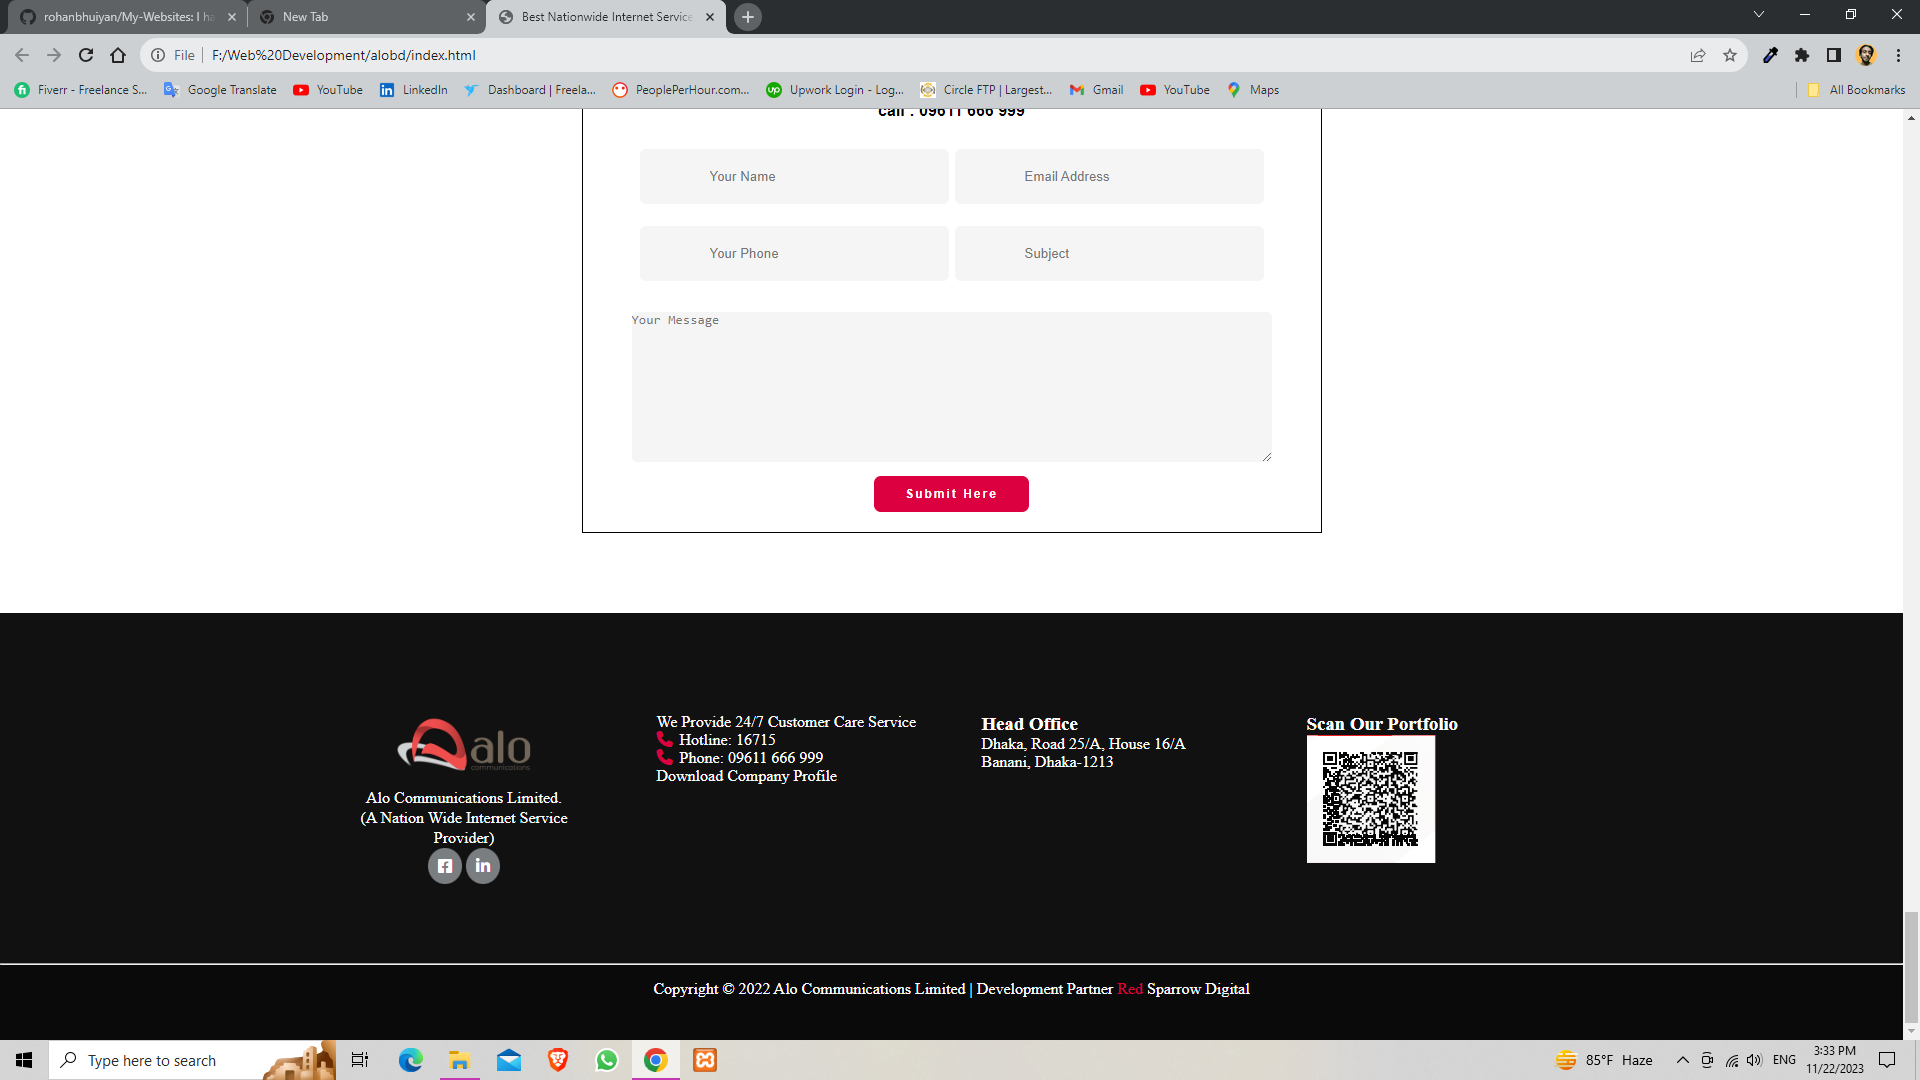 rohanbhuiyan/My-Websites: I ha
New Tab
Best Nationwide Internet Service
File
F:/Web%20Development/alobd/index.html
Fiverr - Freelance S...
Google Translate
YouTube
LinkedIn
Dashboard | Freela...
PeoplePerHour.com...
Upwork Login - Log...
Circle FTP | Largest...
Gmail
YouTube
Maps
All Bookmarks
call : 09611 666 999
Your Name
Email Address
Your Phone
Subject
Your Message
Submit Here
alo
communications
Alo Communications Limited.
(A Nation Wide Internet Service
Provider)
We Provide 24/7 Customer Care Service
Hotline: 16715
Phone: 09611 666 999
Download Company Profile
Head Office
Dhaka, Road 25/A, House 16/A
Banani, Dhaka-1213
Scan Our Portfolio
Copyright © 2022 Alo Communications Limited | Development Partner Red Sparrow Digital
Type here to search
85°F Haze
ENG
3:33 PM
11/22/2023